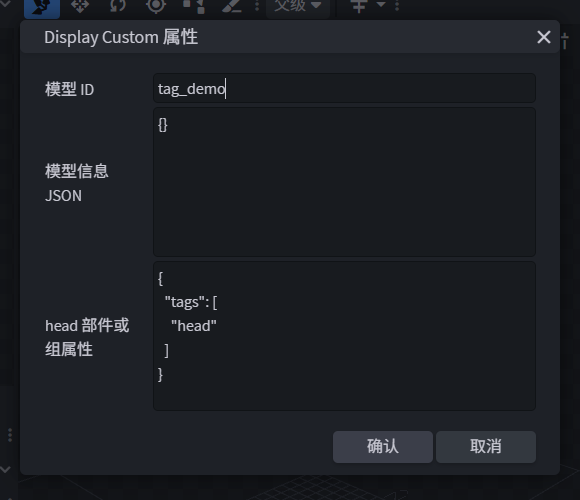 父级
Display Custom 属性
模型 ID
tag_demo
模型信息
JSON
{}
head 部件或
组属性
{
  "tags": [
    "head"
  ]
}
确认
取消